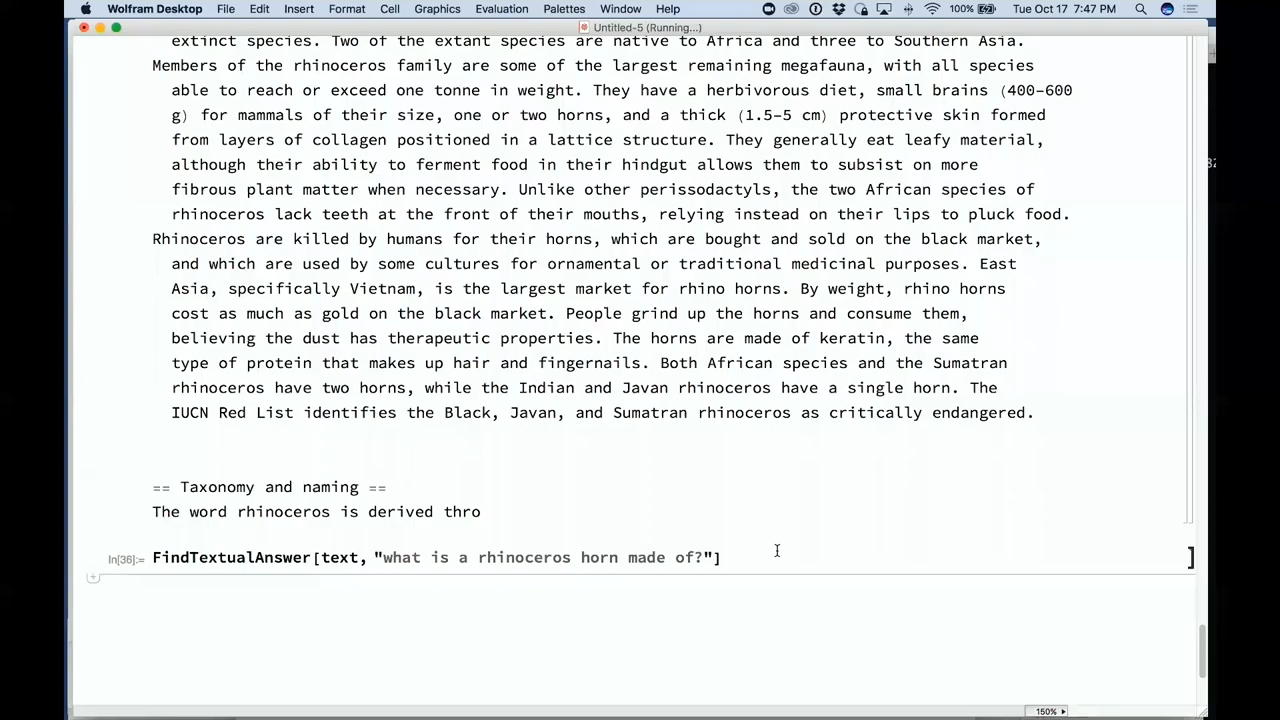 Wolfram Desktop File Edit Insert Format Cell Graphics Evaluation Palettes Window Help 100% Tue Oct 17 7:47 PM
Untitled-5 (Running...)
extinct species. Two of the extant species are native to Africa and three to Southern Asia.
Members of the rhinoceros family are some of the largest remaining megafauna, with all species
able to reach or exceed one tonne in weight. They have a herbivorous diet, small brains (400–600
g) for mammals of their size, one or two horns, and a thick (1.5–5 cm) protective skin formed
from layers of collagen positioned in a lattice structure. They generally eat leafy material,
although their ability to ferment food in their hindgut allows them to subsist on more
fibrous plant matter when necessary. Unlike other perissodactyls, the two African species of
rhinoceros lack teeth at the front of their mouths, relying instead on their lips to pluck food.
Rhinoceros are killed by humans for their horns, which are bought and sold on the black market,
and which are used by some cultures for ornamental or traditional medicinal purposes. East
Asia, specifically Vietnam, is the largest market for rhino horns. By weight, rhino horns
cost as much as gold on the black market. People grind up the horns and consume them,
believing the dust has therapeutic properties. The horns are made of keratin, the same
type of protein that makes up hair and fingernails. Both African species and the Sumatran
rhinoceros have two horns, while the Indian and Javan rhinoceros have a single horn. The
IUCN Red List identifies the Black, Javan, and Sumatran rhinoceros as critically endangered.
== Taxonomy and naming ==
The word rhinoceros is derived thro
In[36]:= FindTextualAnswer[text, "what is a rhinoceros horn made of?"]
150%